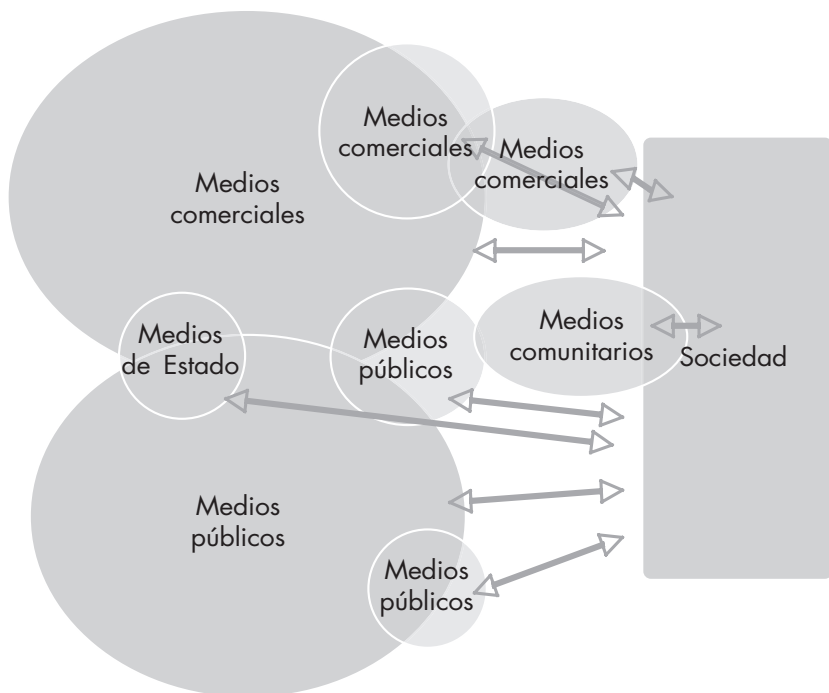 Medios
comerciales
Medios
comerciales
Medios
comerciales
Medios
de Estado
Medios
públicos
Medios
comunitarios
Sociedad
Medios
públicos
Medios
públicos